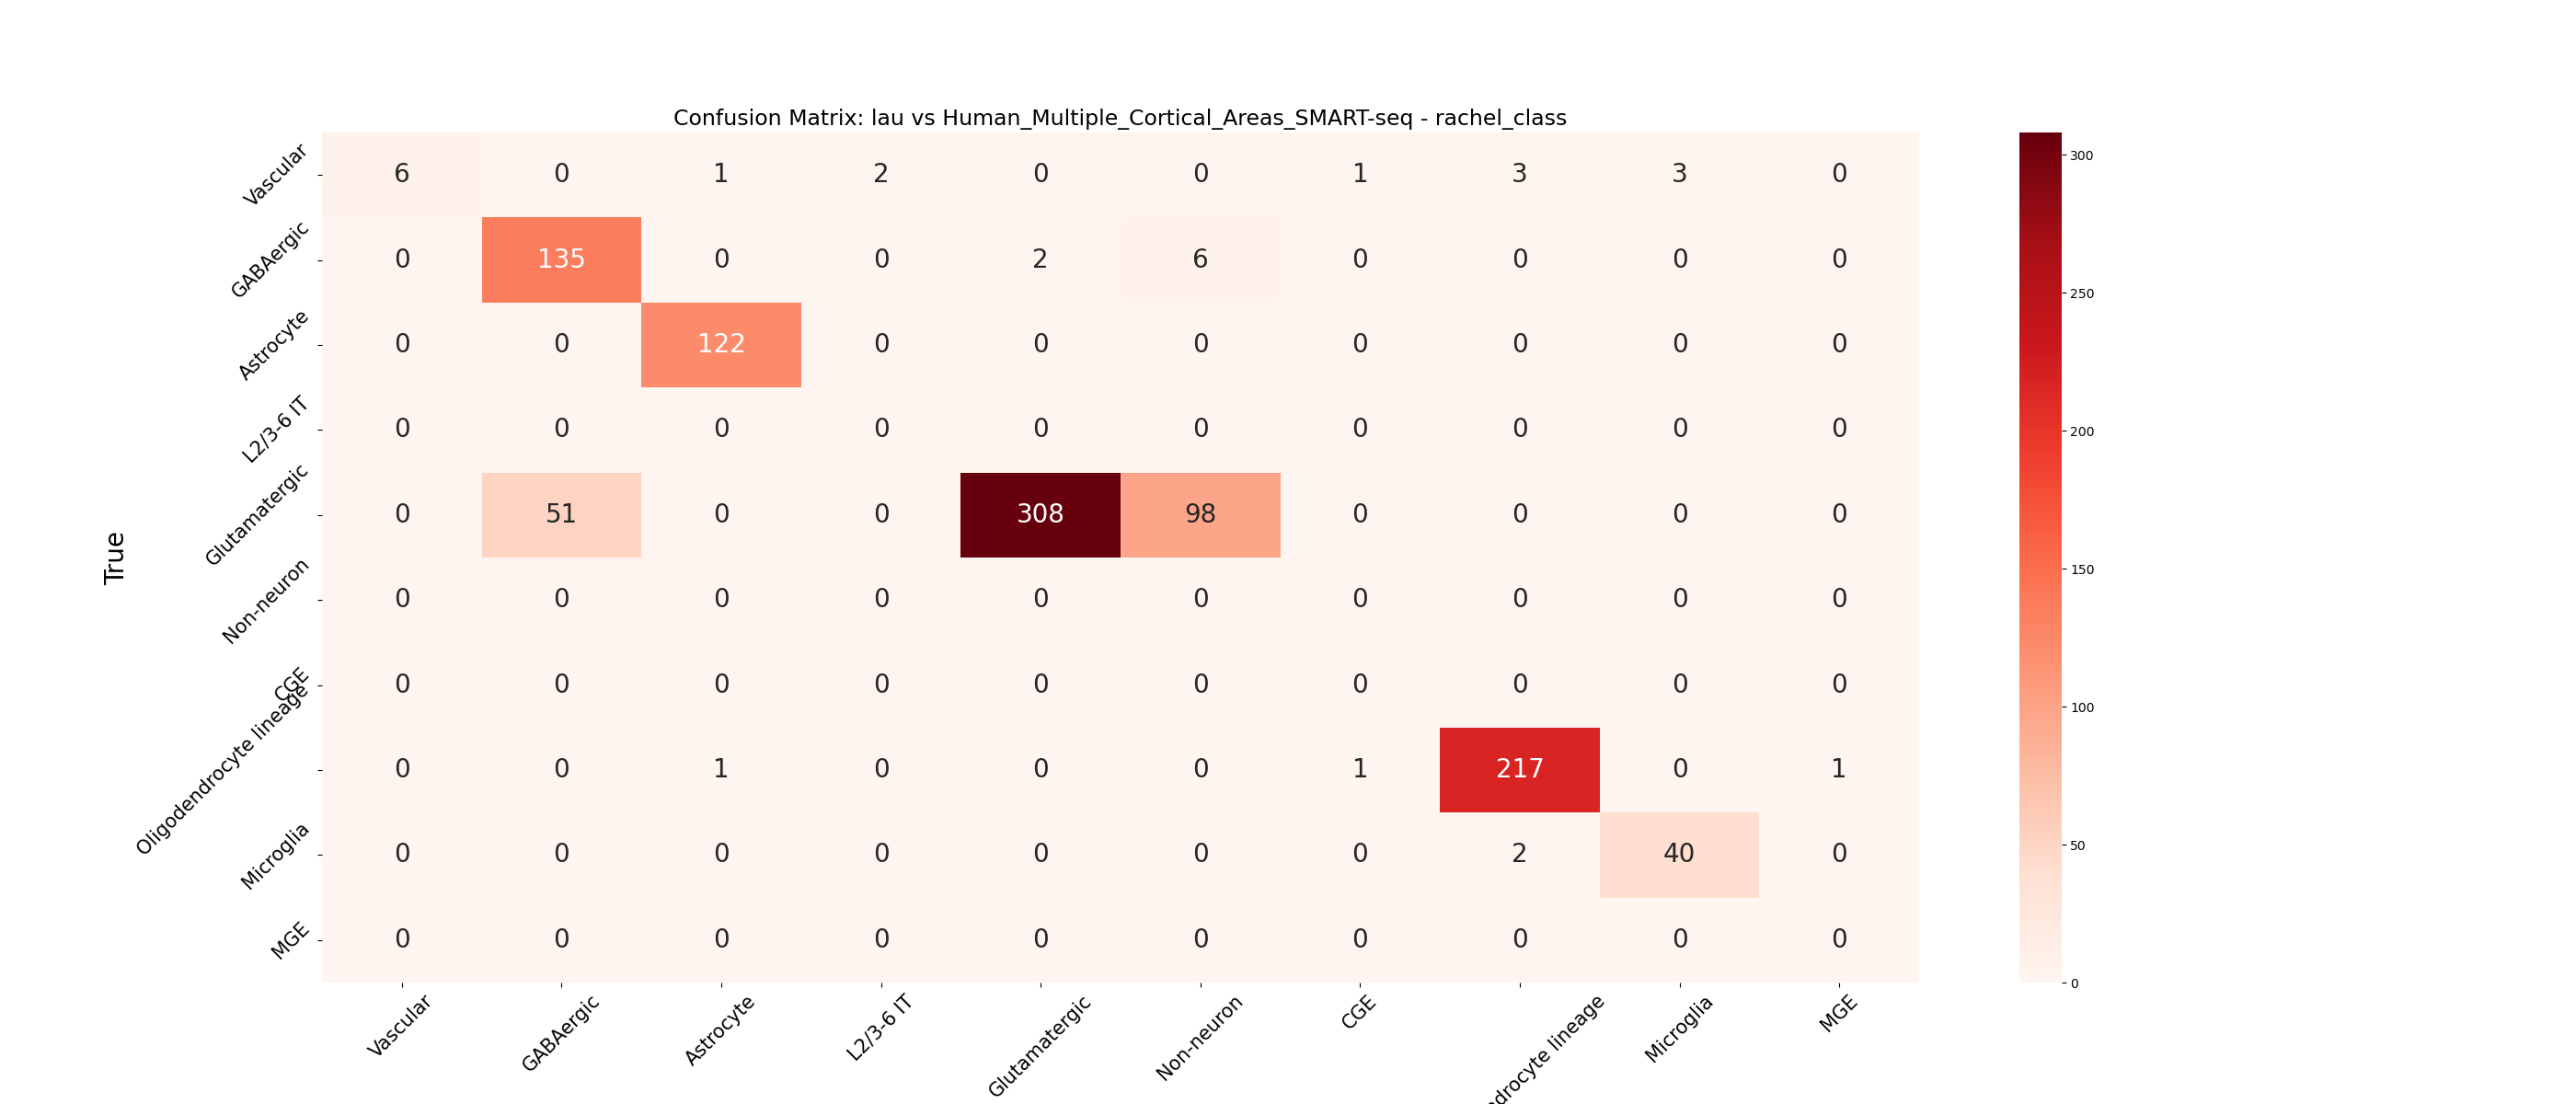 Confusion Matrix: lau vs Human_Multiple_Cortical_Areas_SMART-seq - rachel_class
Vascular 6 0 1 2 0 0 1 3 3 0
GABAergic 0 135 0 0 2 6 0 0 0 0
Astrocyte 0 0 122 0 0 0 0 0 0 0
L2/3-6 IT 0 0 0 0 0 0 0 0 0 0
Glutamatergic 0 51 0 0 308 98 0 0 0 0
Non-neuron 0 0 0 0 0 0 0 0 0 0
CGE 0 0 0 0 0 0 0 0 0 0
Oligodendrocyte lineage 0 0 1 0 0 0 1 217 0 1
Microglia 0 0 0 0 0 0 0 2 40 0
MGE 0 0 0 0 0 0 0 0 0 0
True
Vascular GABAergic Astrocyte L2/3-6 IT Glutamatergic Non-neuron CGE lineage Microglia MGE
300
250
200
150
100
50
0